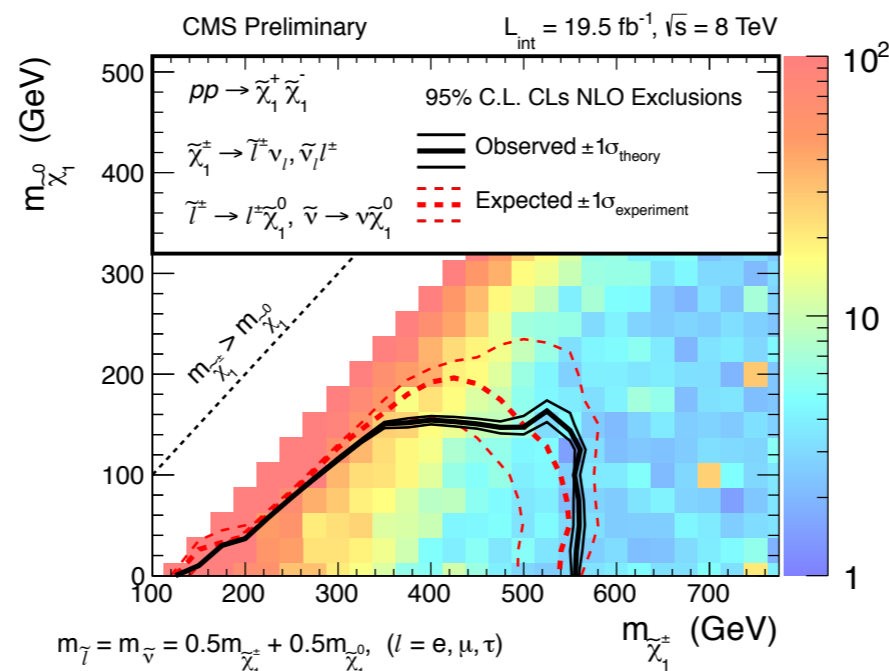 CMS Preliminary L_int = 19.5 fb⁻¹, √s = 8 TeV
pp → χ̃₁⁺ χ̃₁⁻
χ̃₁^± → l̃^± ν_l, ν̃_l l^±
l̃^± → l^± χ̃₁⁰, ν̃ → ν χ̃₁⁰
95% C.L. CLs NLO Exclusions
Observed ±1σ_theory
Expected ±1σ_experiment
m_χ̃₁⁰ (GeV)
500
400
300
200
100
0
m_χ̃₁^± > m_χ̃₁⁰
100 200 300 400 500 600 700
m_χ̃₁^± (GeV)
10²
10
1
m_l̃ = m_ν̃ = 0.5m_χ̃₁^± + 0.5m_χ̃₁⁰, (l = e, μ, τ)